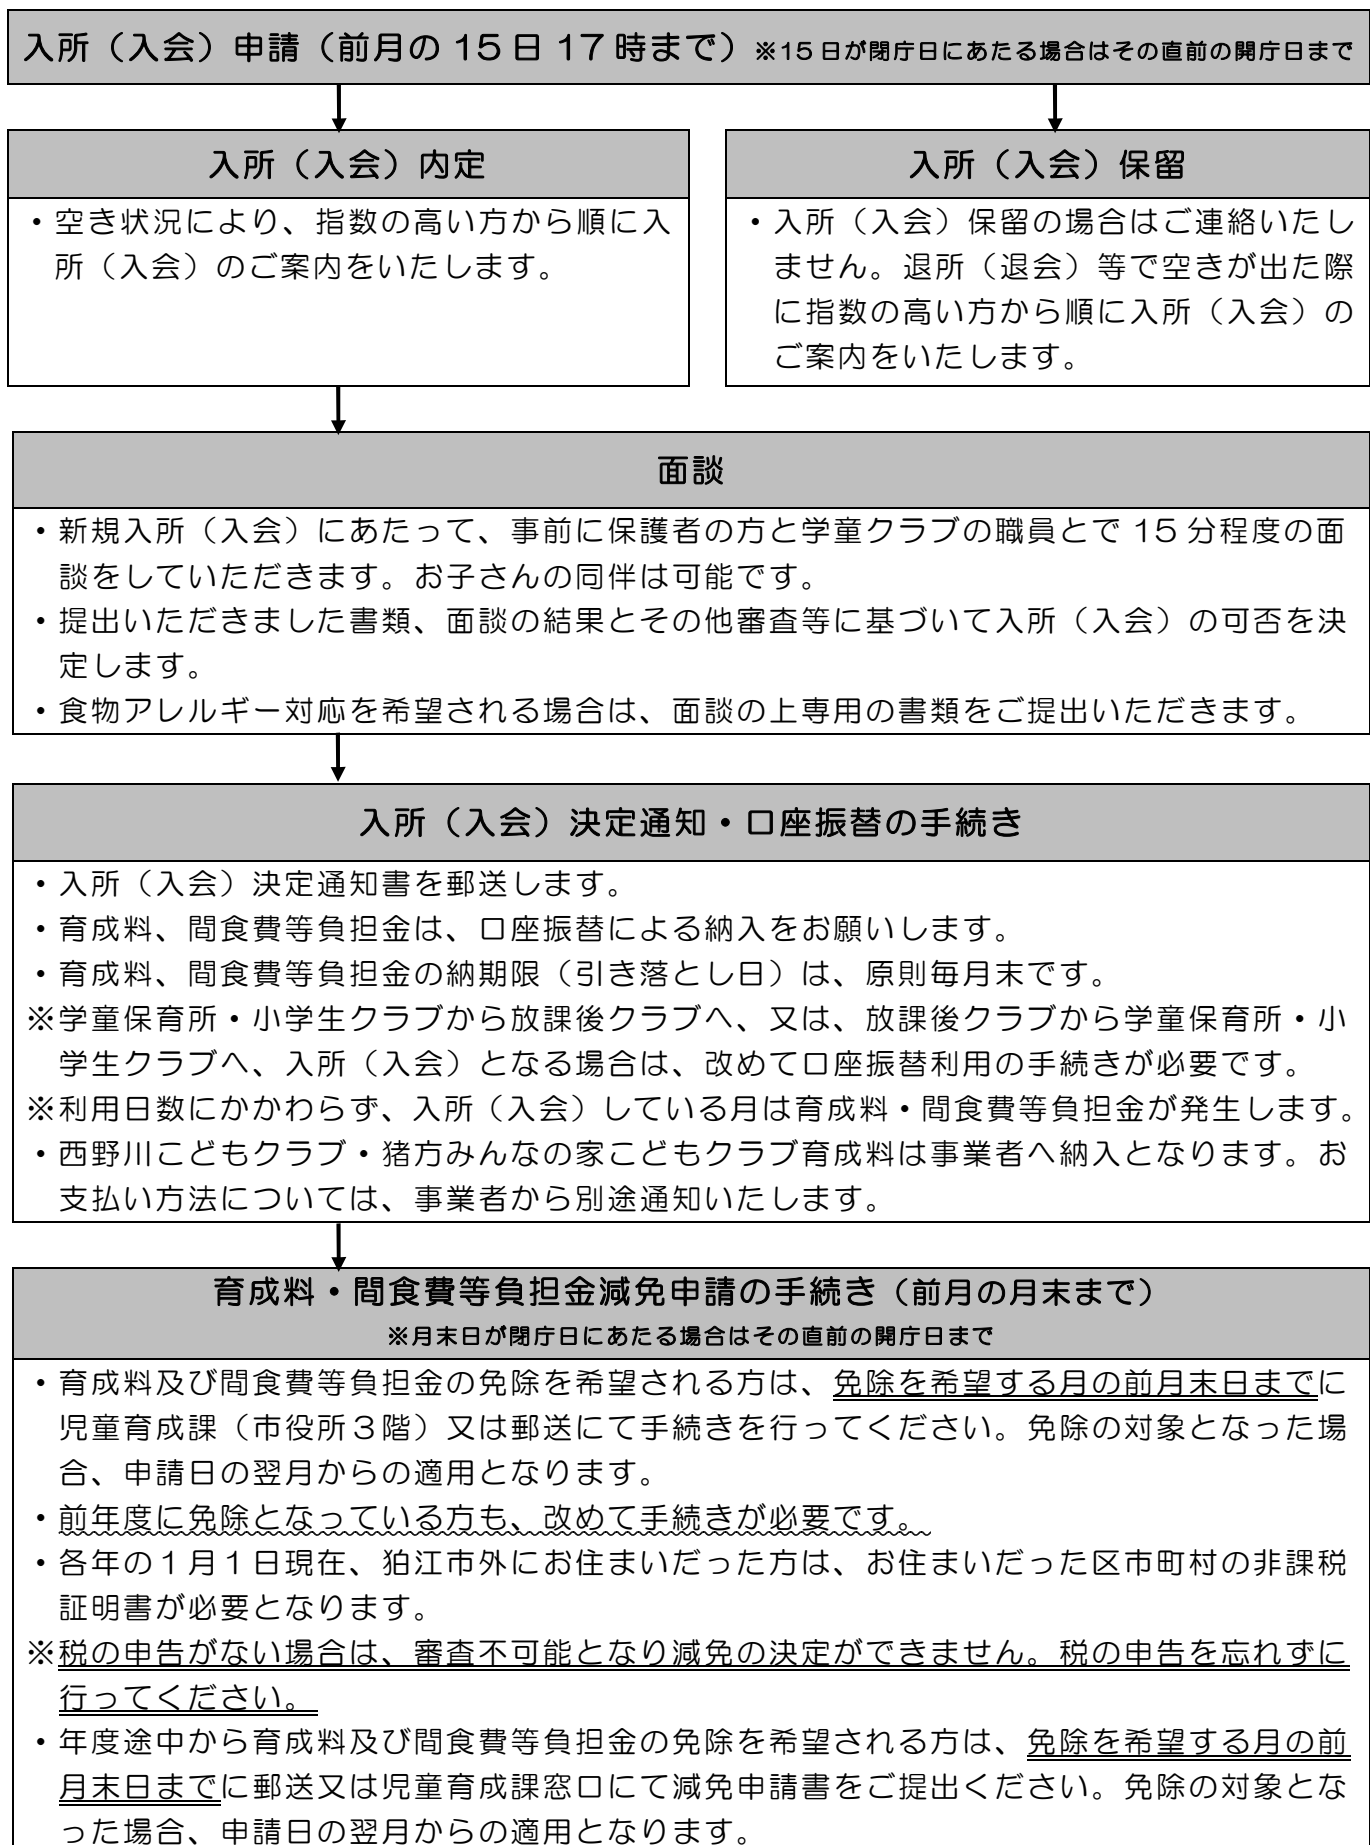 入所（入会）申請（前月の 15 日 17 時まで）※15 日が閉庁日にあたる場合はその直前の開庁日まで
入所（入会）内定
・空き状況により、指数の高い方から順に入
所（入会）のご案内をいたします。
入所（入会）保留
・入所（入会）保留の場合はご連絡いたし
ません。退所（退会）等で空きが出た際
に指数の高い方から順に入所（入会）の
ご案内をいたします。
面談
・新規入所（入会）にあたって、事前に保護者の方と学童クラブの職員とで 15 分程度の面
談をしていただきます。お子さんの同伴は可能です。
・提出いただきました書類、面談の結果とその他審査等に基づいて入所（入会）の可否を決
定します。
・食物アレルギー対応を希望される場合は、面談の上専用の書類をご提出いただきます。
入所（入会）決定通知・口座振替の手続き
・入所（入会）決定通知書を郵送します。
・育成料、間食費等負担金は、口座振替による納入をお願いします。
・育成料、間食費等負担金の納期限（引き落とし日）は、原則毎月末です。
※学童保育所・小学生クラブから放課後クラブへ、又は、放課後クラブから学童保育所・小
学生クラブへ、入所（入会）となる場合は、改めて口座振替利用の手続きが必要です。
※利用日数にかかわらず、入所（入会）している月は育成料・間食費等負担金が発生します。
・西野川こどもクラブ・猪方みんなの家こどもクラブ育成料は事業者へ納入となります。お
支払い方法については、事業者から別途通知いたします。
育成料・間食費等負担金減免申請の手続き（前月の月末まで）
※月末日が閉庁日にあたる場合はその直前の開庁日まで
・育成料及び間食費等負担金の免除を希望される方は、免除を希望する月の前月末日までに
児童育成課（市役所３階）又は郵送にて手続きを行ってください。免除の対象となった場
合、申請日の翌月からの適用となります。
・前年度に免除となっている方も、改めて手続きが必要です。
・各年の１月１日現在、狛江市外にお住まいだった方は、お住まいだった区市町村の非課税
証明書が必要となります。
※税の申告がない場合は、審査不可能となり減免の決定ができません。税の申告を忘れずに
行ってください。
・年度途中から育成料及び間食費等負担金の免除を希望される方は、免除を希望する月の前
月末日までに郵送又は児童育成課窓口にて減免申請書をご提出ください。免除の対象とな
った場合、申請日の翌月からの適用となります。